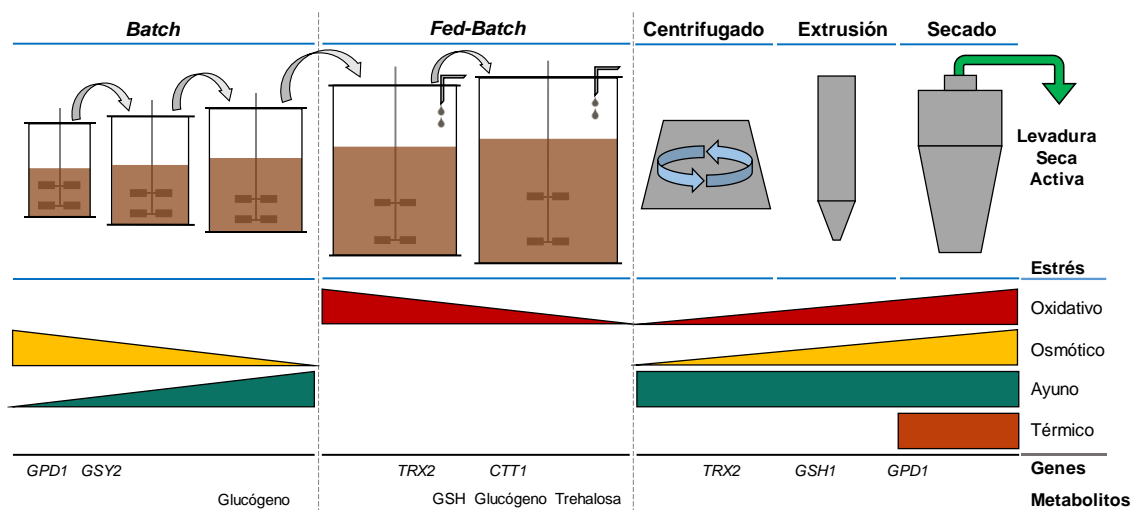 Batch Fed-Batch Centrifugado Extrusión Secado
Levadura
Seca
Activa
Estrés
Oxidativo
Osmótico
Ayuno
Térmico
GPD1 GSY2 TRX2 CTT1 TRX2 GSH1 GPD1 Genes
Glucógeno GSH Glucógeno Trehalosa Metabolitos